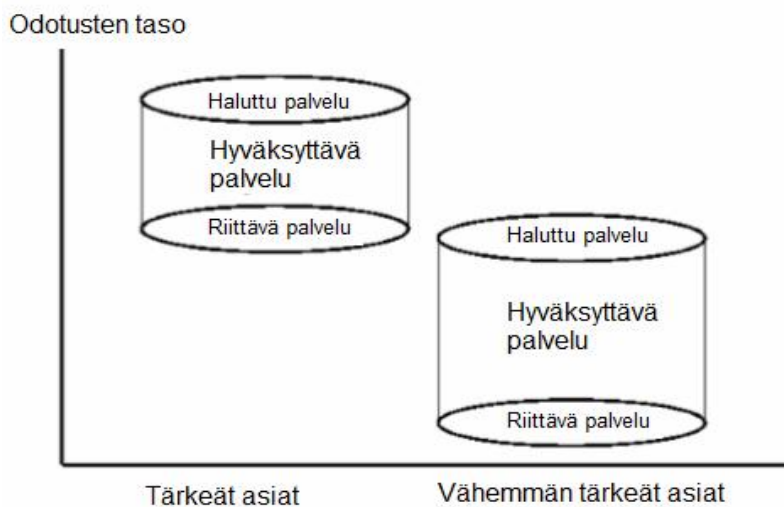 Odotusten taso
Haluttu palvelu
Hyväksyttävä
palvelu
Riittävä palvelu
Haluttu palvelu
Hyväksyttävä
palvelu
Riittävä palvelu
Tärkeät asiat
Vähemmän tärkeät asiat